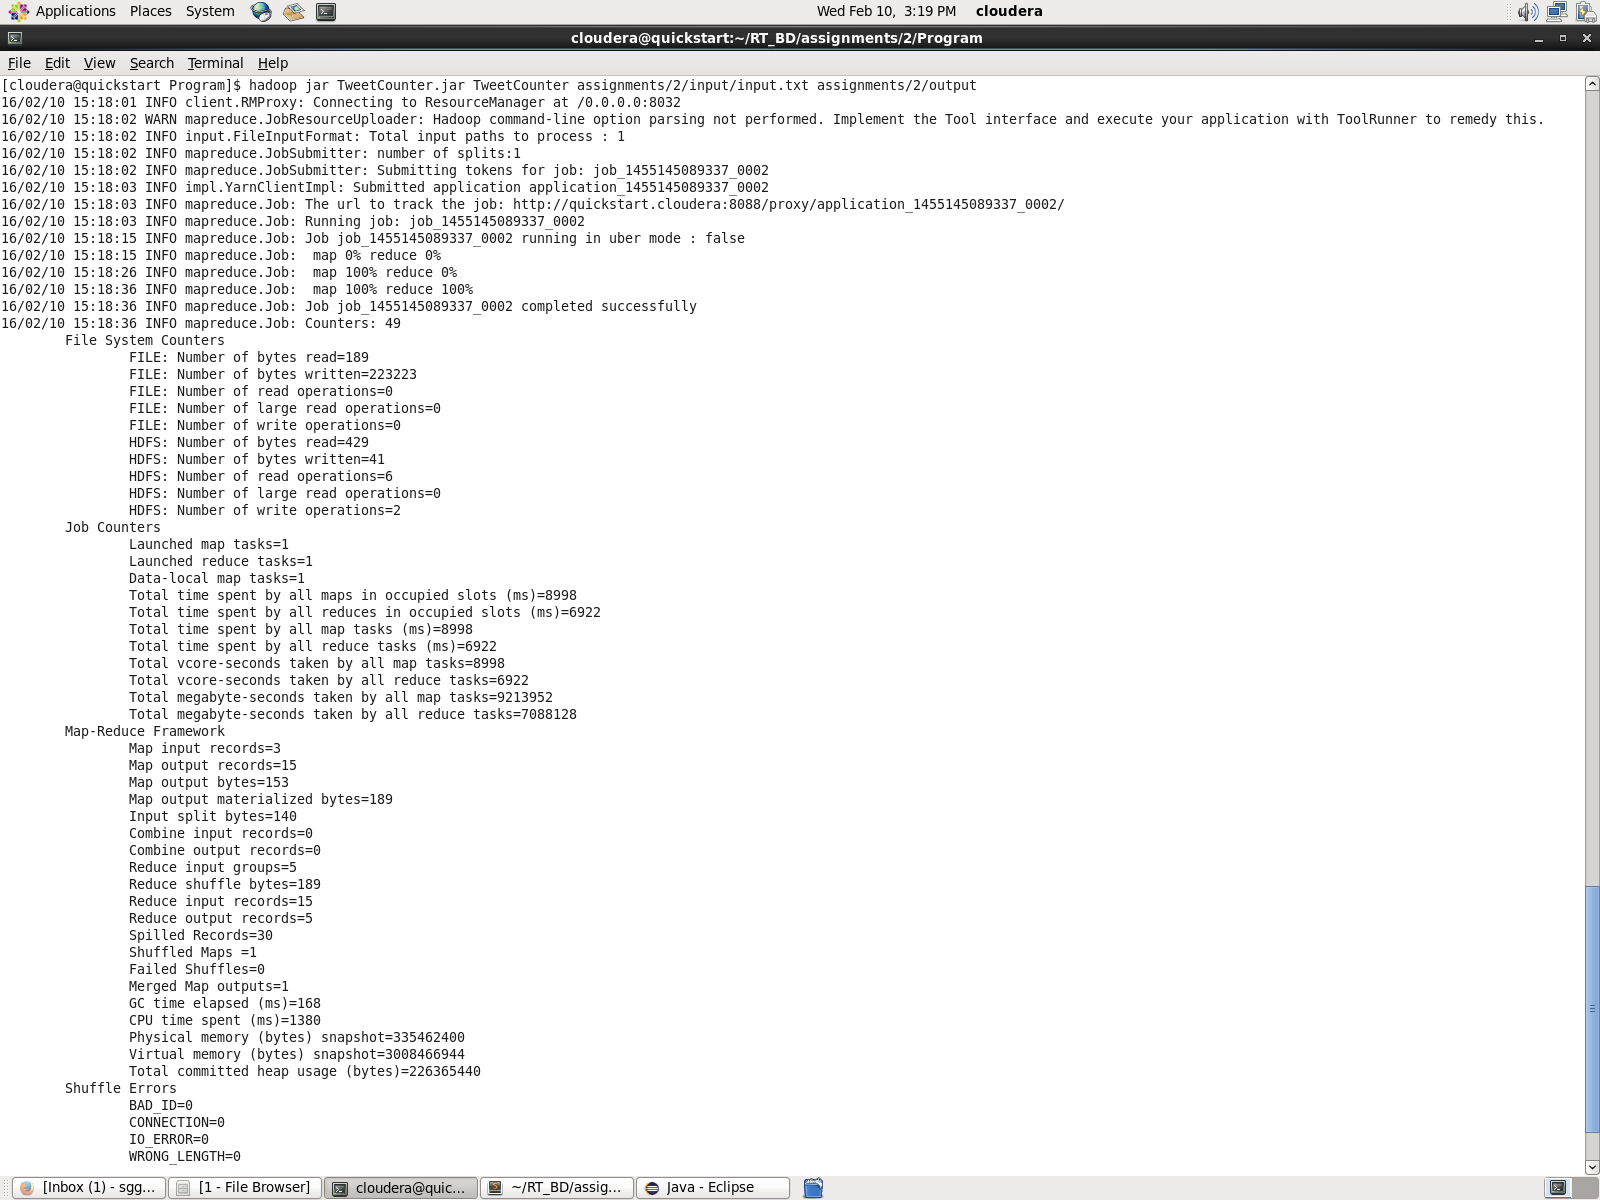 Applications Places System Wed Feb 10, 3:19 PM cloudera
cloudera@quickstart:~/RT_BD/assignments/2/Program
File Edit View Search Terminal Help
[cloudera@quickstart Program]$ hadoop jar TweetCounter.jar TweetCounter assignments/2/input/input.txt assignments/2/output
16/02/10 15:18:01 INFO client.RMProxy: Connecting to ResourceManager at /0.0.0.0:8032
16/02/10 15:18:02 WARN mapreduce.JobResourceUploader: Hadoop command-line option parsing not performed. Implement the Tool interface and execute your application with ToolRunner to remedy this.
16/02/10 15:18:02 INFO input.FileInputFormat: Total input paths to process : 1
16/02/10 15:18:02 INFO mapreduce.JobSubmitter: number of splits:1
16/02/10 15:18:02 INFO mapreduce.JobSubmitter: Submitting tokens for job: job_1455145089337_0002
16/02/10 15:18:03 INFO impl.YarnClientImpl: Submitted application application_1455145089337_0002
16/02/10 15:18:03 INFO mapreduce.Job: The url to track the job: http://quickstart.cloudera:8088/proxy/application_1455145089337_0002/
16/02/10 15:18:03 INFO mapreduce.Job: Running job: job_1455145089337_0002
16/02/10 15:18:15 INFO mapreduce.Job: Job job_1455145089337_0002 running in uber mode : false
16/02/10 15:18:15 INFO mapreduce.Job:  map 0% reduce 0%
16/02/10 15:18:26 INFO mapreduce.Job:  map 100% reduce 0%
16/02/10 15:18:36 INFO mapreduce.Job:  map 100% reduce 100%
16/02/10 15:18:36 INFO mapreduce.Job: Job job_1455145089337_0002 completed successfully
16/02/10 15:18:36 INFO mapreduce.Job: Counters: 49
File System Counters
FILE: Number of bytes read=189
FILE: Number of bytes written=223223
FILE: Number of read operations=0
FILE: Number of large read operations=0
FILE: Number of write operations=0
HDFS: Number of bytes read=429
HDFS: Number of bytes written=41
HDFS: Number of read operations=6
HDFS: Number of large read operations=0
HDFS: Number of write operations=2
Job Counters
Launched map tasks=1
Launched reduce tasks=1
Data-local map tasks=1
Total time spent by all maps in occupied slots (ms)=8998
Total time spent by all reduces in occupied slots (ms)=6922
Total time spent by all map tasks (ms)=8998
Total time spent by all reduce tasks (ms)=6922
Total vcore-seconds taken by all map tasks=8998
Total vcore-seconds taken by all reduce tasks=6922
Total megabyte-seconds taken by all map tasks=9213952
Total megabyte-seconds taken by all reduce tasks=7088128
Map-Reduce Framework
Map input records=3
Map output records=15
Map output bytes=153
Map output materialized bytes=189
Input split bytes=140
Combine input records=0
Combine output records=0
Reduce input groups=5
Reduce shuffle bytes=189
Reduce input records=15
Reduce output records=5
Spilled Records=30
Shuffled Maps =1
Failed Shuffles=0
Merged Map outputs=1
GC time elapsed (ms)=168
CPU time spent (ms)=1380
Physical memory (bytes) snapshot=335462400
Virtual memory (bytes) snapshot=3008466944
Total committed heap usage (bytes)=226365440
Shuffle Errors
BAD_ID=0
CONNECTION=0
IO_ERROR=0
WRONG_LENGTH=0
[Inbox (1) - sgg... [1 - File Browser] cloudera@quic... ~/RT_BD/assig... Java - Eclipse